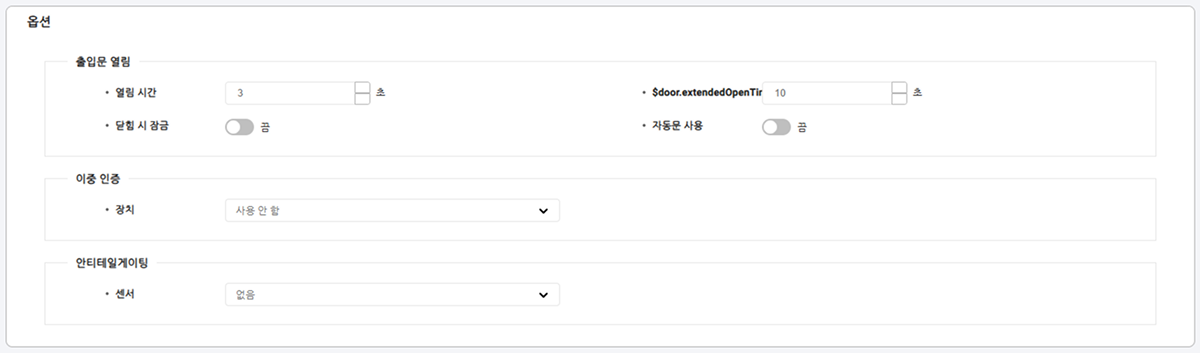 옵션
출입문 열림
• 열림 시간 3 초 • $door.extendedOpenTim 10 초
• 닫힘 시 잠금 끔 • 자동문 사용 끔
이중 인증
• 장치 사용 안 함
안티테일게이팅
• 센서 없음